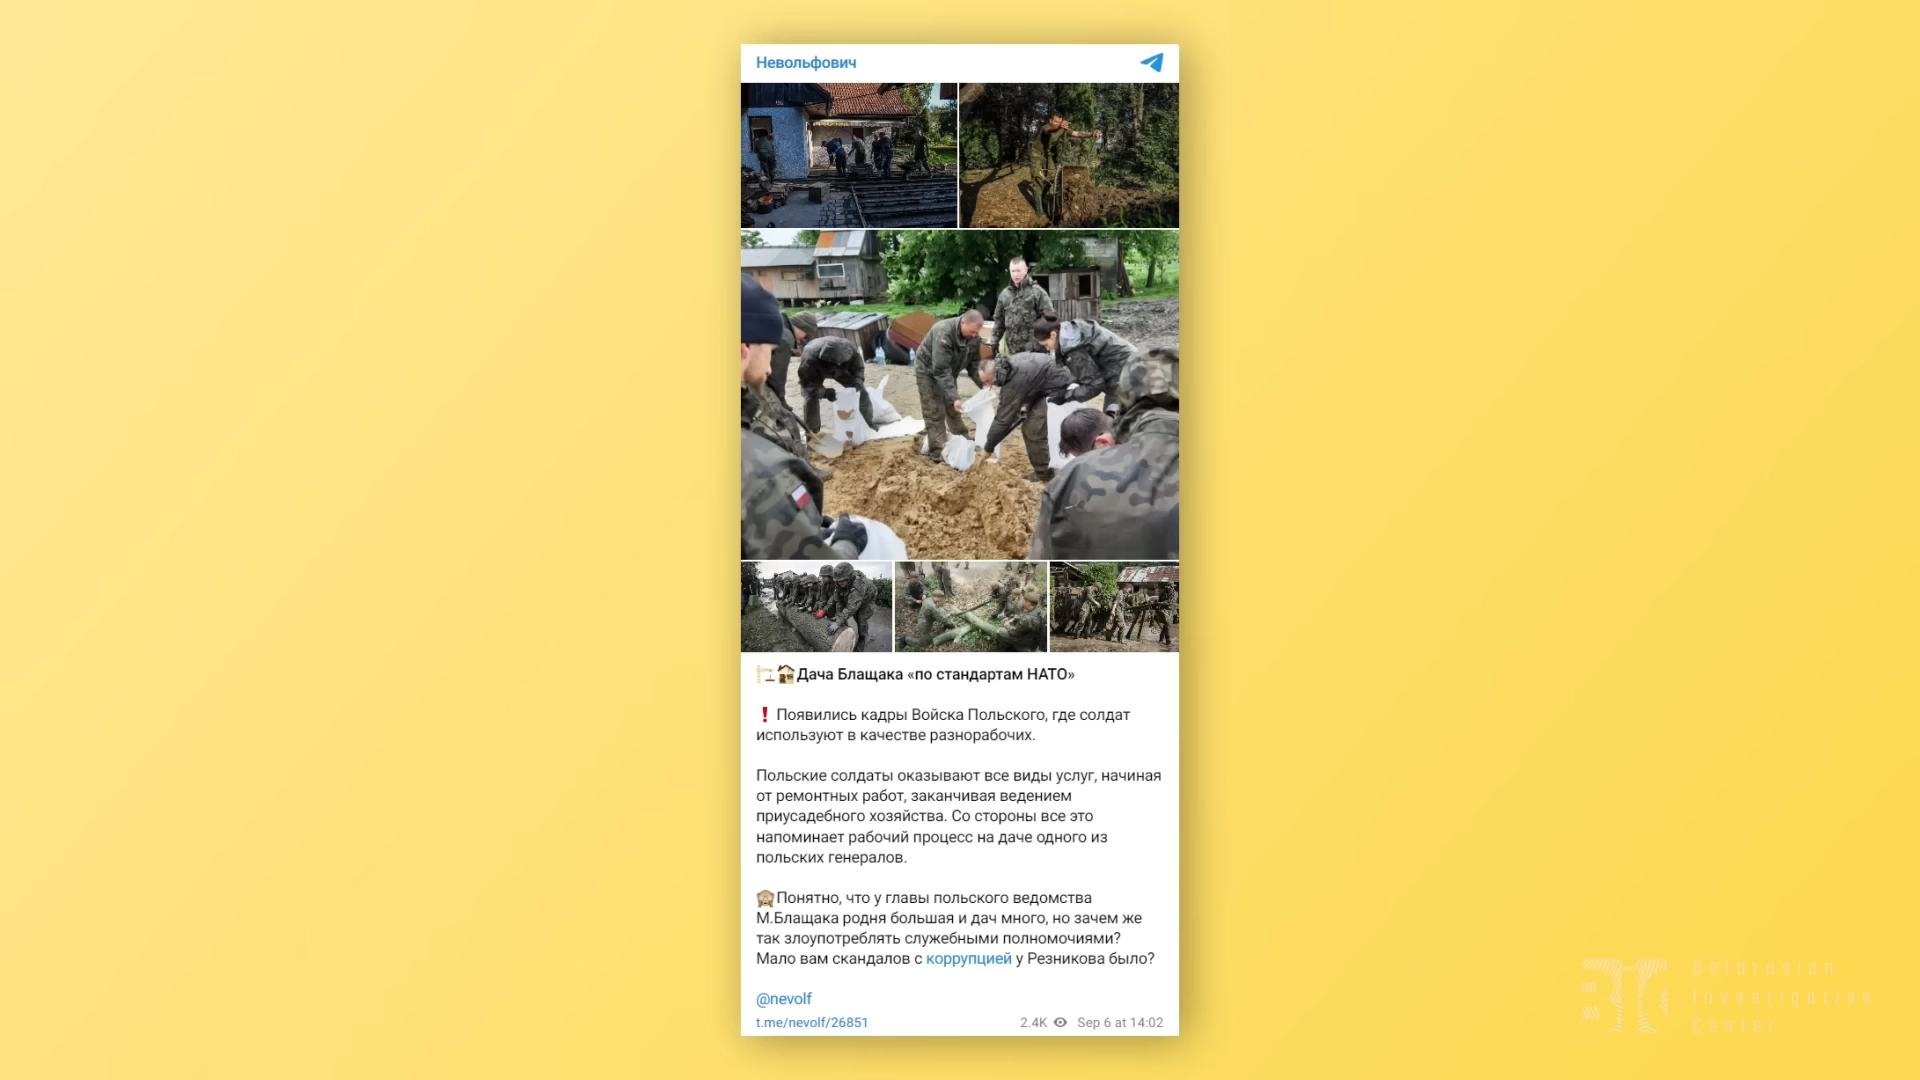 Невольфович
Дача Блащака «по стандартам НАТО»
Появились кадры Войска Польского, где солдат
используют в качестве разнорабочих.
Польские солдаты оказывают все виды услуг, начиная
от ремонтных работ, заканчивая ведением
приусадебного хозяйства. Со стороны все это
напоминает рабочий процесс на даче одного из
польских генералов.
Понятно, что у главы польского ведомства
М.Блащака родня большая и дач много, но зачем же
так злоупотреблять служебными полномочиями?
Мало вам скандалов с коррупцией у Резникова было?
@nevolf
t.me/nevolf/26851
2.4K Sep 6 at 14:02
Belarusian
Investigative
Center